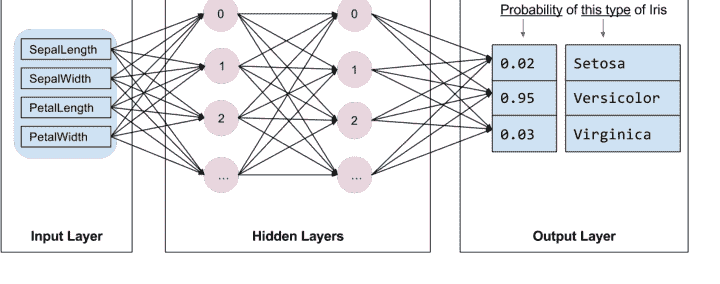 Probability of this type of Iris
SepalLength
SepalWidth
PetalLength
PetalWidth
0
1
2
...
0
1
2
...
0.02 Setosa
0.95 Versicolor
0.03 Virginica
Input Layer
Hidden Layers
Output Layer